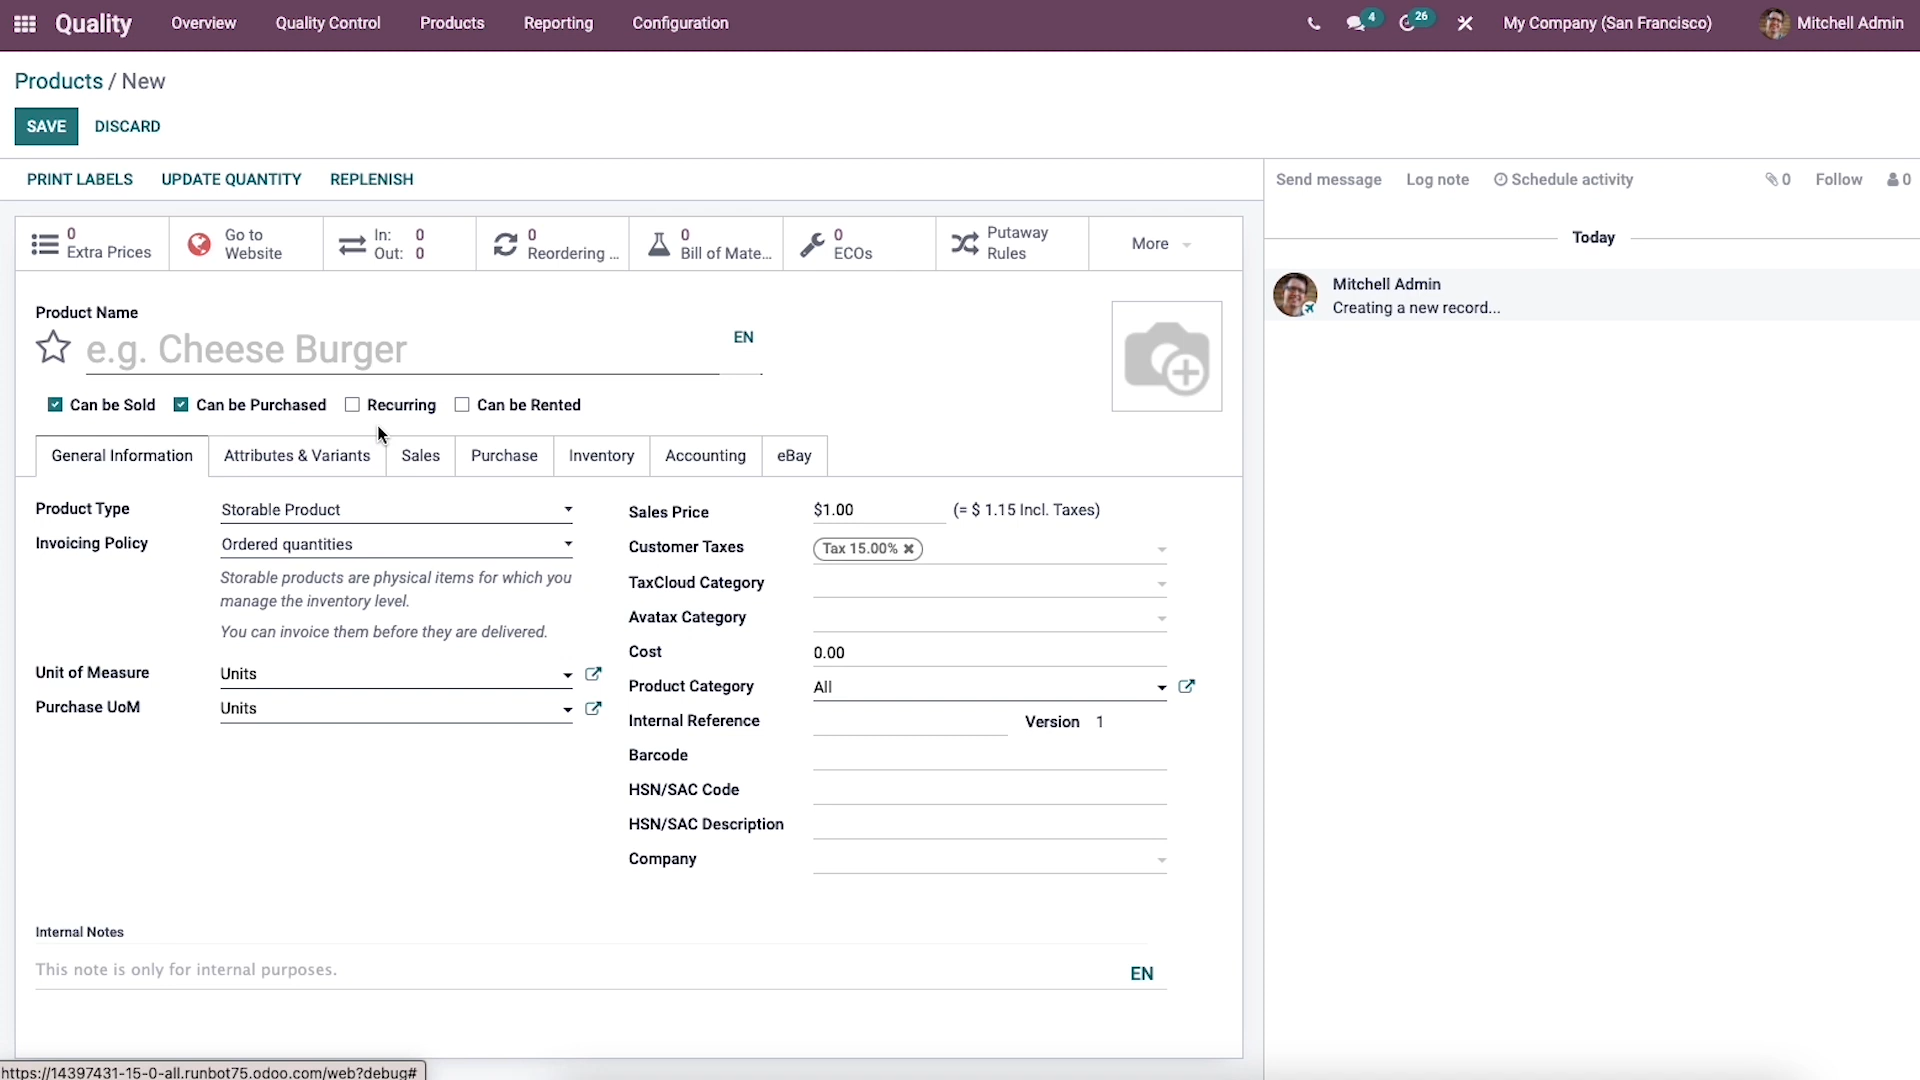 Quality Overview Quality Control Products Reporting Configuration 4 26 My Company (San Francisco) Mitchell Admin
Products / New
SAVE DISCARD
PRINT LABELS UPDATE QUANTITY REPLENISH Send message Log note Schedule activity 0 Follow 0
0
Extra Prices
Go to
Website
In: 0
Out: 0
0
Reordering ...
0
Bill of Mate...
0
ECOs
Putaway
Rules
More
Today
Mitchell Admin
Creating a new record...
Product Name
e.g. Cheese Burger EN
Can be Sold Can be Purchased Recurring Can be Rented
General Information Attributes & Variants Sales Purchase Inventory Accounting eBay
Product Type Storable Product
Invoicing Policy Ordered quantities
Storable products are physical items for which you
manage the inventory level.
You can invoice them before they are delivered.
Unit of Measure Units
Purchase UoM Units
Sales Price $1.00 (= $ 1.15 Incl. Taxes)
Customer Taxes Tax 15.00% ✖
TaxCloud Category
Avatax Category
Cost 0.00
Product Category All
Internal Reference Version 1
Barcode
HSN/SAC Code
HSN/SAC Description
Company
Internal Notes
This note is only for internal purposes. EN
https://14397431-15-0-all.runbot75.odoo.com/web?debug#